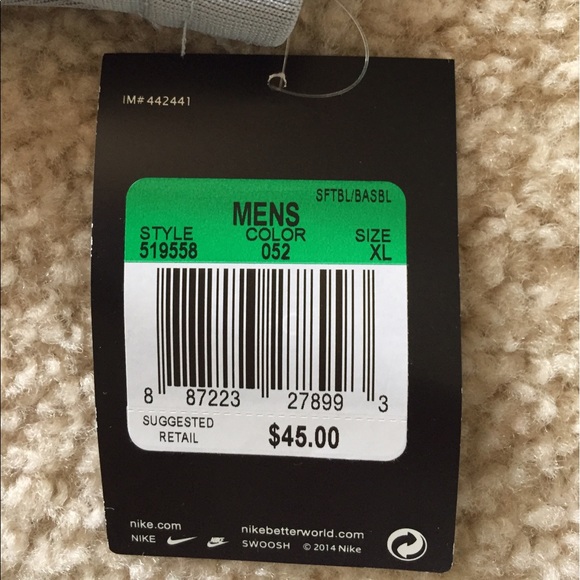 IM# 442441
SFTBL/BASBL
MENS
STYLE COLOR SIZE
519558 052 XL
8 87223 27899 3
SUGGESTED
RETAIL $45.00
nike.com nikebetterworld.com
NIKE NIKE SWOOSH © 2014 Nike